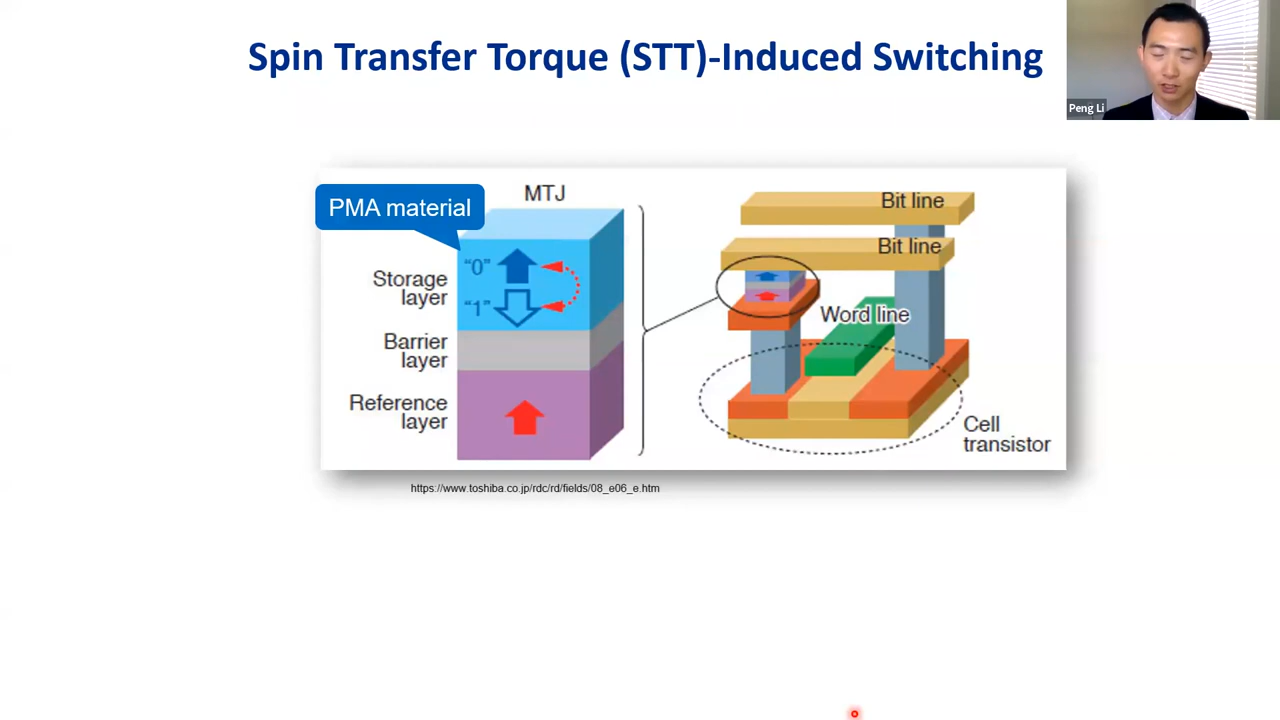 Spin Transfer Torque (STT)-Induced Switching
Peng Li
PMA material
MTJ
"0"
"1"
Storage
layer
Barrier
layer
Reference
layer
Bit line
Bit line
Word line
Cell
transistor
https://www.toshiba.co.jp/rdc/rd/fields/08_e06_e.htm